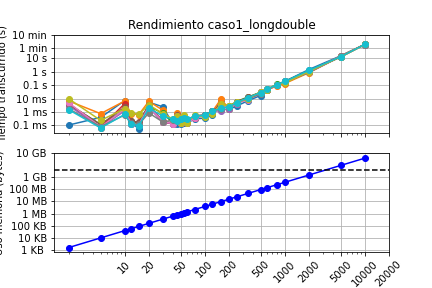 Rendimiento caso1_longdouble
Tiempo transcurrido (s)
10 min
1 min
10 s
1 s
0.1 s
10 ms
1 ms
0.1 ms
Uso memoria (bytes)
10 GB
1 GB
100 MB
10 MB
1 MB
100 KB
10 KB
1 KB
10 20 50 100 200 500 1000 2000 5000 10000 20000